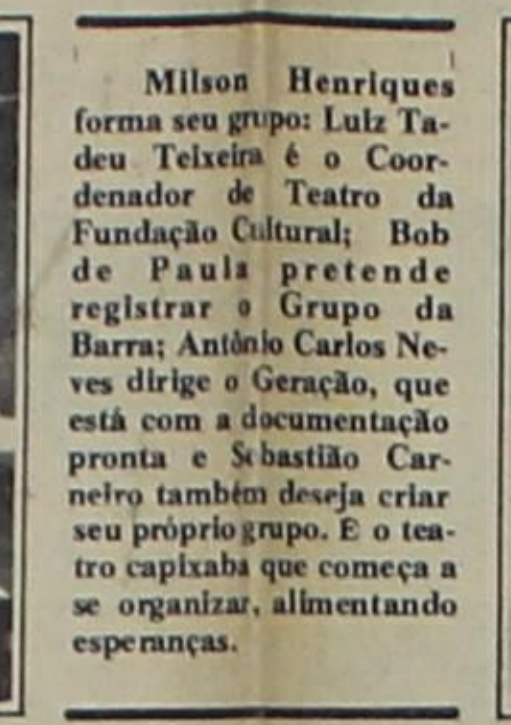 Milson Henriques
forma seu grupo: Luiz Ta-
deu Teixeira é o Coor-
denador de Teatro da
Fundação Cultural; Bob
de Paula pretende
registrar o Grupo da
Barra; Antônio Carlos Ne-
ves dirige o Geração, que
está com a documentação
pronta e Sebastião Car-
neiro também deseja criar
seu próprio grupo. E o tea-
tro capixaba que começa a
se organizar, alimentando
esperanças.